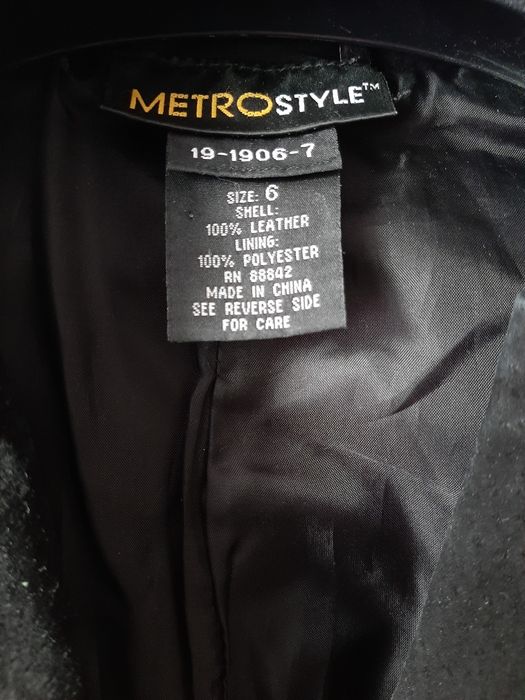 METROSTYLE™
19-1906-7
SIZE: 6
SHELL:
100% LEATHER
LINING:
100% POLYESTER
RN 88842
MADE IN CHINA
SEE REVERSE SIDE
FOR CARE